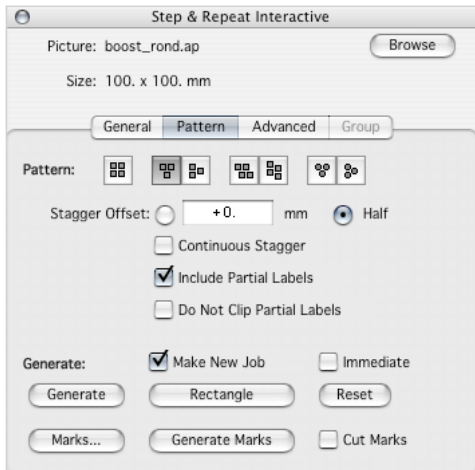 Step & Repeat Interactive
Picture: boost_rond.ap Browse
Size: 100. x 100. mm
General Pattern Advanced Group
Pattern:
Stagger Offset: +0. mm Half
Continuous Stagger
Include Partial Labels
Do Not Clip Partial Labels
Generate: Make New Job Immediate
Generate Rectangle Reset
Marks... Generate Marks Cut Marks